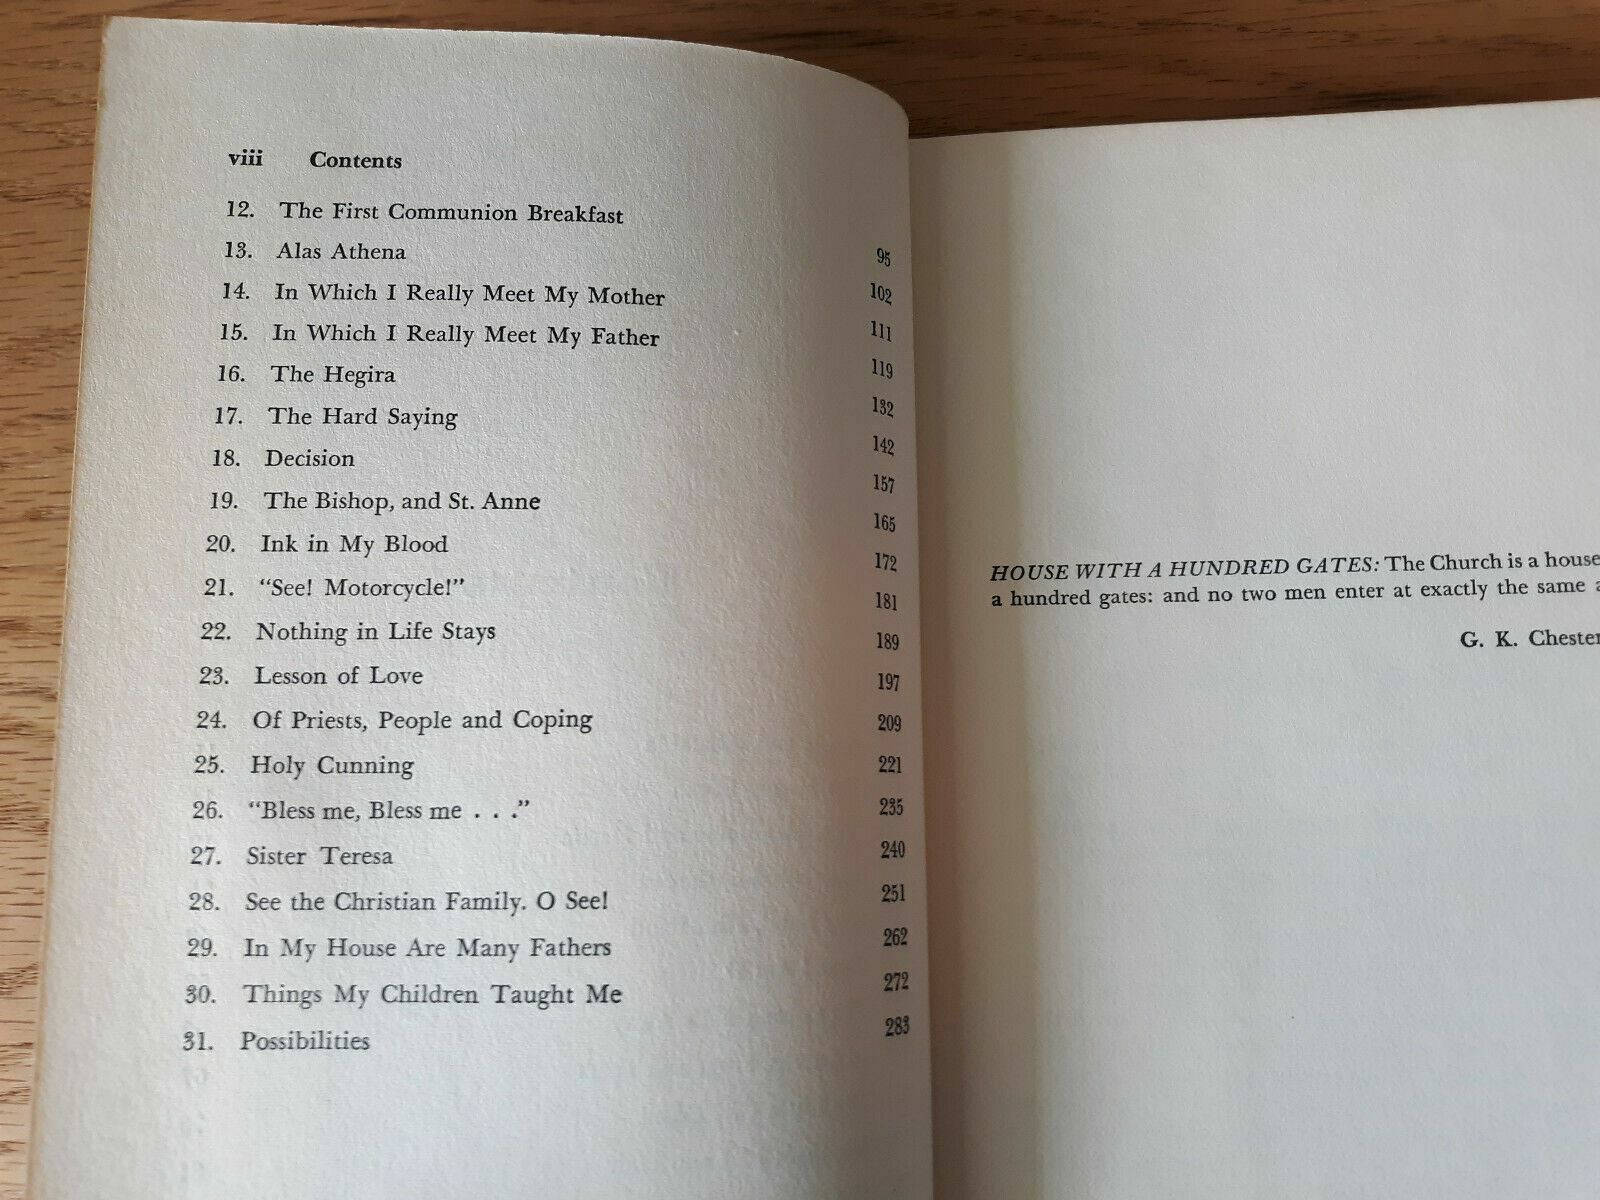 viii Contents
12. The First Communion Breakfast 95
13. Alas Athena 102
14. In Which I Really Meet My Mother 111
15. In Which I Really Meet My Father 119
16. The Hegira 132
17. The Hard Saying 142
18. Decision 157
19. The Bishop, and St. Anne 165
20. Ink in My Blood 172
21. "See! Motorcycle!" 181
22. Nothing in Life Stays 189
23. Lesson of Love 197
24. Of Priests, People and Coping 209
25. Holy Cunning 221
26. "Bless me, Bless me . . ." 235
27. Sister Teresa 240
28. See the Christian Family. O See! 251
29. In My House Are Many Fathers 262
30. Things My Children Taught Me 272
31. Possibilities 283
HOUSE WITH A HUNDRED GATES: The Church is a house
a hundred gates: and no two men enter at exactly the same
G. K. Chester